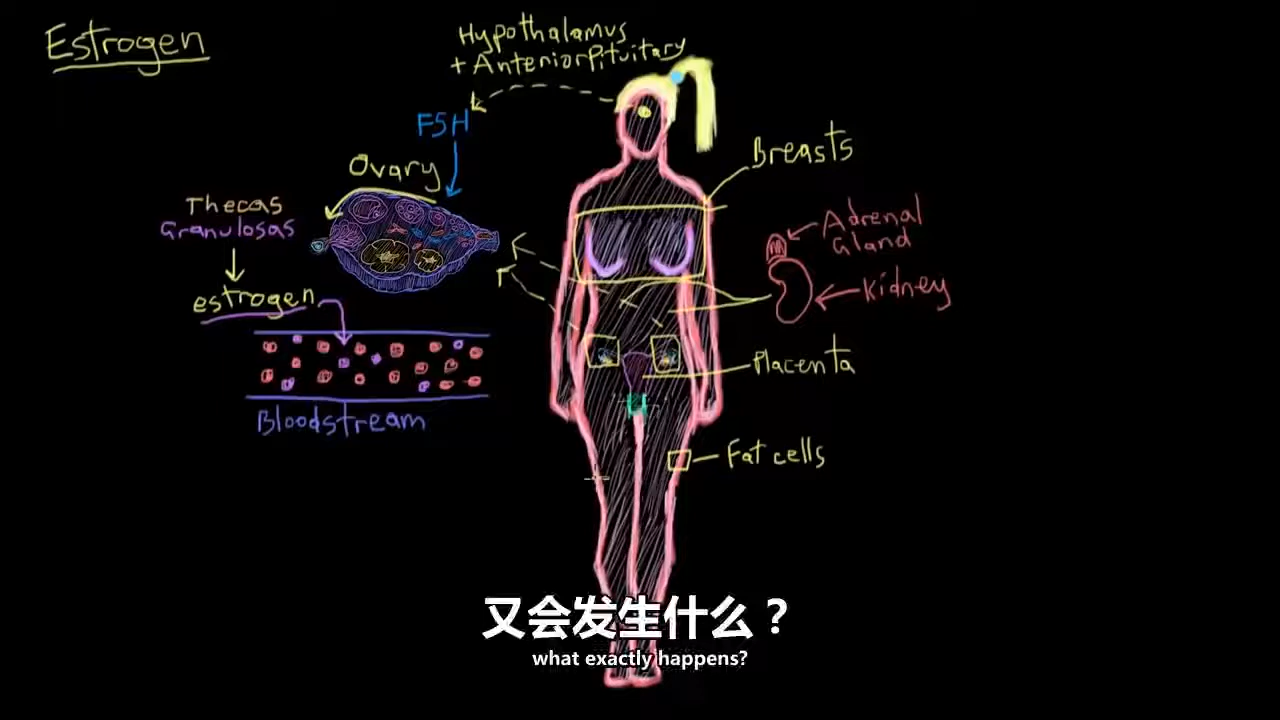 Estrogen
Hypothalamus
+ Anterior Pituitary
FSH
Ovary
Thecas
Granulosas
estrogen
Bloodstream
Breasts
Adrenal
Gland
Kidney
Placenta
Fat cells
又会发生什么？
what exactly happens?